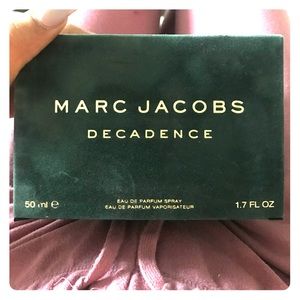 MARC JACOBS
DECADENCE
EAU DE PARFUM SPRAY
EAU DE PARFUM VAPORISATEUR
50 ml ℮ 1.7 FL OZ